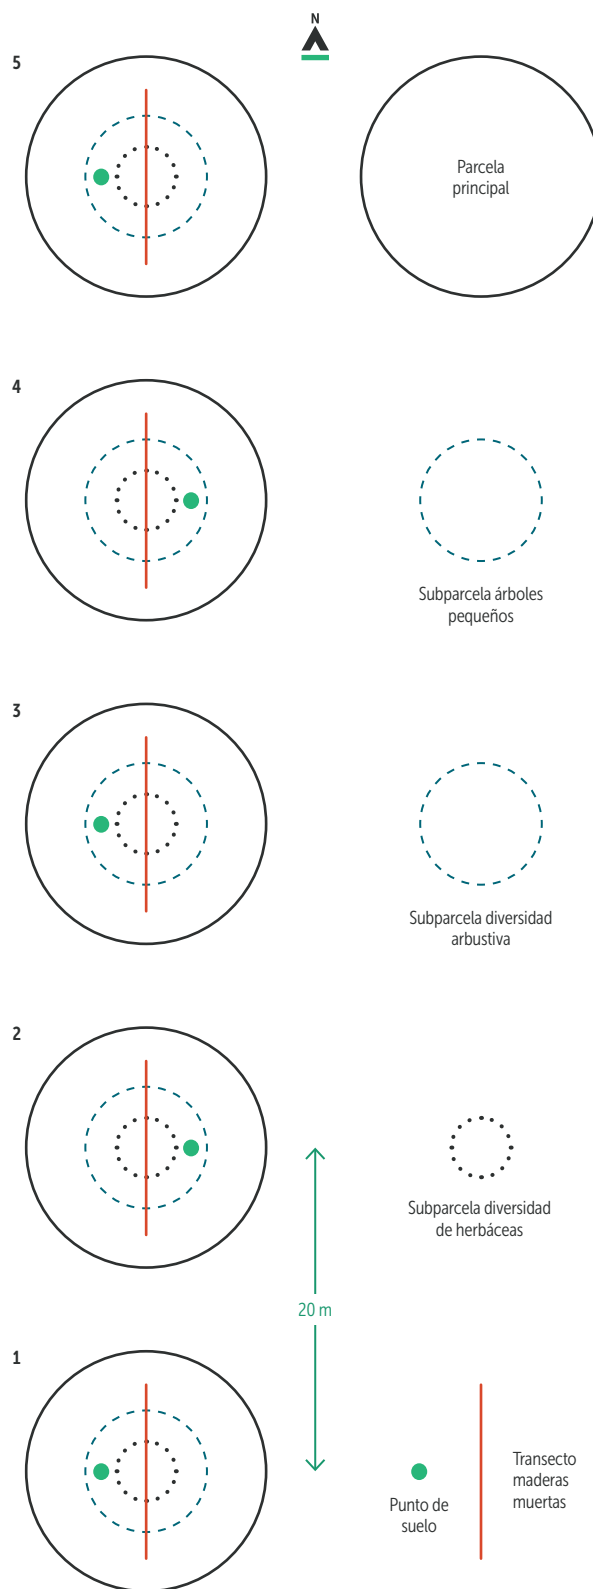 N
5
Parcela
principal
4
Subparcela árboles
pequeños
3
Subparcela diversidad
arbustiva
2
Subparcela diversidad
de herbáceas
20 m
1
Punto de
suelo
Transecto
maderas
muertas